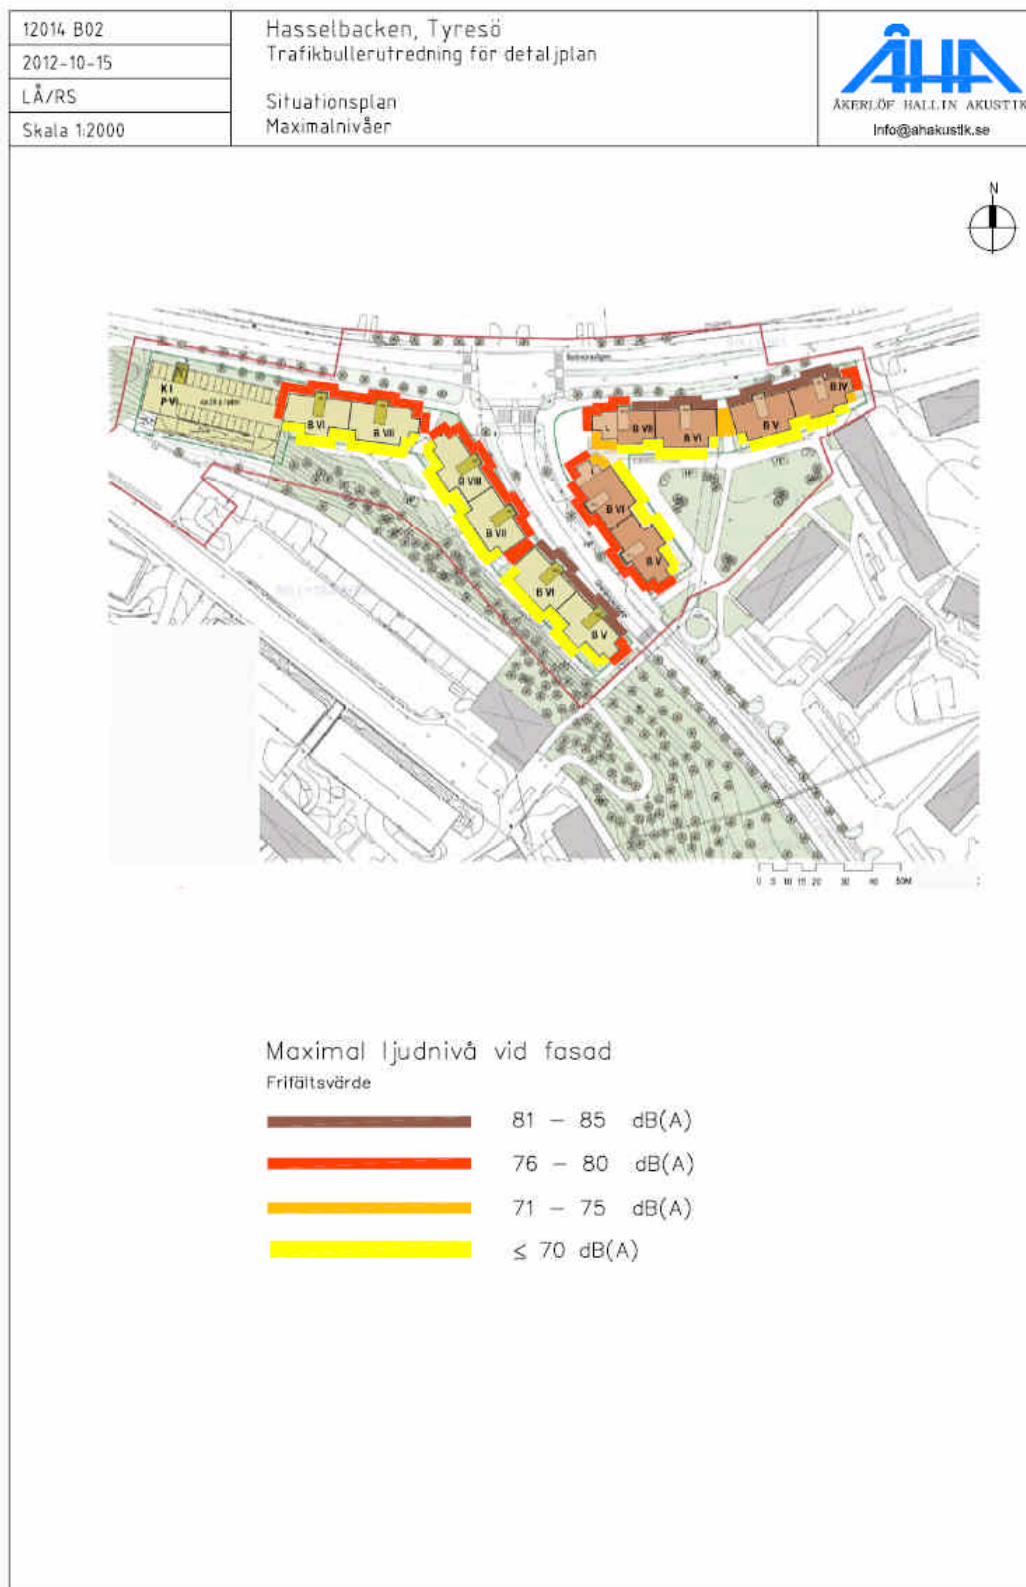 12014 B02
2012-10-15
LÅ/RS
Skala 1:2000
Hasselbacken, Tyresö
Trafikbullerutredning för detaljplan
Situationsplan
Maximalnivåer
ÅHA
ÅKERLÖF HALLIN AKUSTIK
info@ahakustik.se
N
K I
P VI
B VI
B VII
B VIII
B VII
B VI
B V
B VII
B VI
B V
B IV
B VI
B V
0 5 10 15 20 30 40 50M
Maximal ljudnivå vid fasad
Frifältsvärde
81 – 85 dB(A)
76 – 80 dB(A)
71 – 75 dB(A)
≤ 70 dB(A)